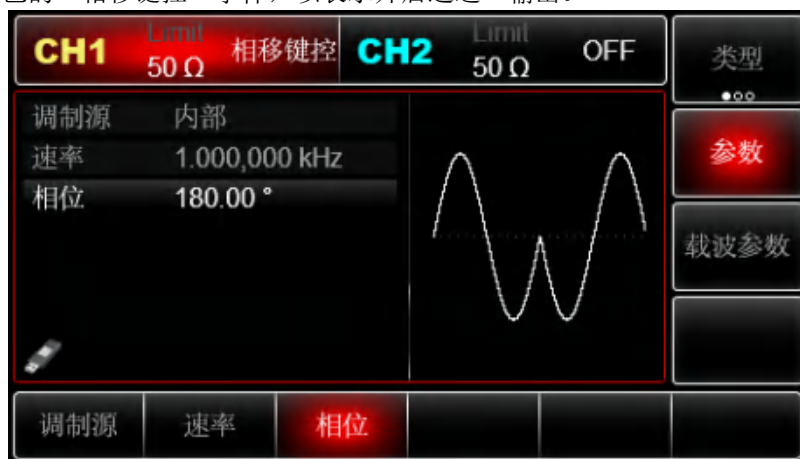 CH1 Limit 50 Ω 相移键控 CH2 Limit 50 Ω OFF
类型
调制源 内部
速率 1.000,000 kHz
相位 180.00 °
参数
载波参数
调制源 速率 相位